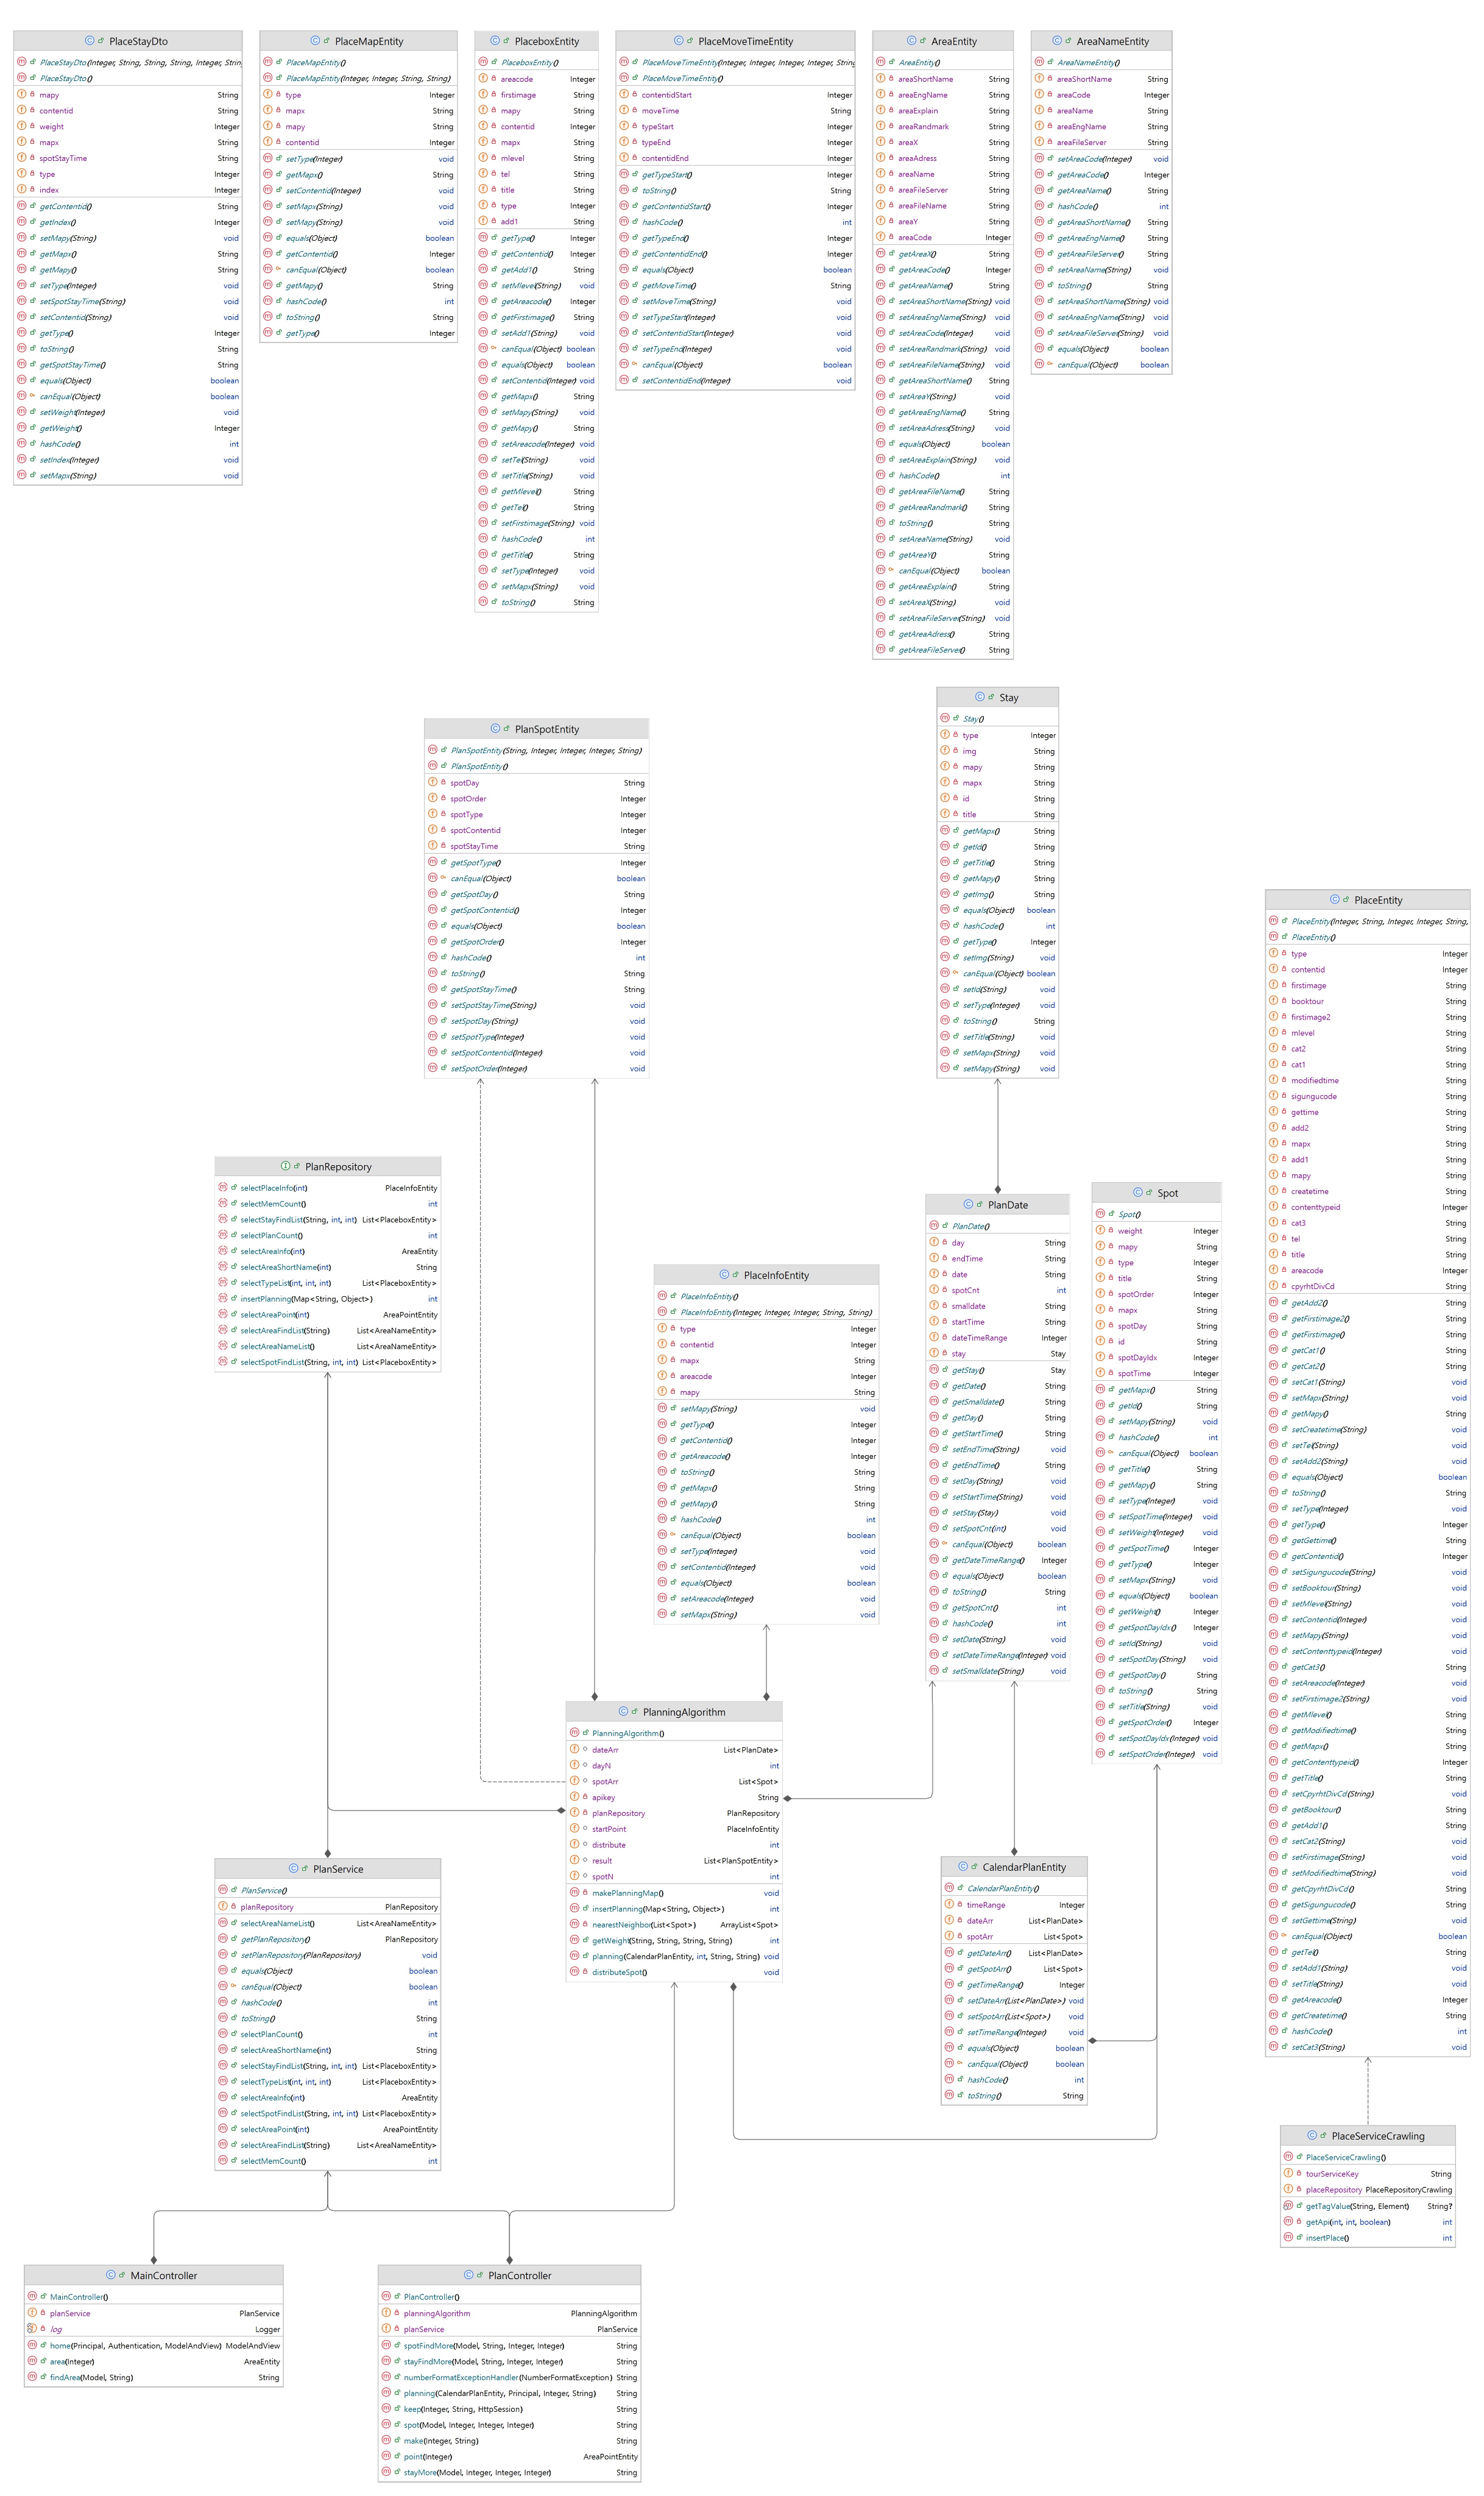 PlaceStayDto
PlaceStayDto(Integer, String, String, String, Integer, Strin
PlaceStayDto()
mapy String
contentid String
weight Integer
mapx String
spotStayTime String
type Integer
index Integer
getContentid() String
getIndex() Integer
setMapy(String) void
getMapx() String
getMapy() String
setType(Integer) void
setSpotStayTime(String) void
setContentid(String) void
getType() Integer
toString() String
getSpotStayTime() String
equals(Object) boolean
canEqual(Object) boolean
setWeight(Integer) void
getWeight() Integer
hashCode() int
setIndex(Integer) void
setMapx(String) void
PlaceMapEntity
PlaceMapEntity()
PlaceMapEntity(Integer, Integer, String, String)
type Integer
mapx String
mapy String
contentid Integer
setType(Integer) void
getMapx() String
setContentid(Integer) void
setMapx(String) void
setMapy(String) void
equals(Object) boolean
getContentid() Integer
canEqual(Object) boolean
getMapy() String
hashCode() int
toString() String
getType() Integer
PlaceboxEntity
PlaceboxEntity()
areacode Integer
firstimage String
mapy String
contentid Integer
mapx String
mlevel String
tel String
title String
type Integer
add1 String
getType() Integer
getContentid() Integer
getAdd1() String
setMlevel(String) void
getAreacode() Integer
getFirstimage() String
setAdd1(String) void
canEqual(Object) boolean
equals(Object) boolean
setContentid(Integer) void
getMapx() String
setMapy(String) void
getMapy() String
setAreacode(Integer) void
setTel(String) void
setTitle(String) void
getMlevel() String
getTel() String
setFirstimage(String) void
hashCode() int
getTitle() String
setType(Integer) void
setMapx(String) void
toString() String
PlaceMoveTimeEntity
PlaceMoveTimeEntity(Integer, Integer, Integer, Integer, String
PlaceMoveTimeEntity()
contentidStart Integer
moveTime String
typeStart Integer
typeEnd Integer
contentidEnd Integer
getTypeStart() Integer
toString() String
getContentidStart() Integer
hashCode() int
getTypeEnd() Integer
getContentidEnd() Integer
equals(Object) boolean
getMoveTime() String
setMoveTime(String) void
setTypeStart(Integer) void
setContentidStart(Integer) void
setTypeEnd(Integer) void
canEqual(Object) boolean
setContentidEnd(Integer) void
AreaEntity
AreaEntity()
areaShortName String
areaEngName String
areaExplain String
areaRandmark String
areaX String
areaAdress String
areaName String
areaFileServer String
areaFileName String
areaY String
areaCode Integer
getAreaX() String
getAreaCode() Integer
getAreaName() String
setAreaShortName(String) void
setAreaEngName(String) void
setAreaCode(Integer) void
setAreaRandmark(String) void
setAreaFileName(String) void
getAreaShortName() String
setAreaY(String) void
getAreaEngName() String
setAreaAdress(String) void
equals(Object) boolean
setAreaExplain(String) void
hashCode() int
getAreaFileName() String
getAreaRandmark() String
toString() String
setAreaName(String) void
getAreaY() String
canEqual(Object) boolean
getAreaExplain() String
setAreaX(String) void
setAreaFileServer(String) void
getAreaAdress() String
getAreaFileServer() String
AreaNameEntity
AreaNameEntity()
areaShortName String
areaCode Integer
areaName String
areaEngName String
areaFileServer String
setAreaCode(Integer) void
getAreaCode() Integer
getAreaName() String
hashCode() int
getAreaShortName() String
getAreaEngName() String
getAreaFileServer() String
setAreaName(String) void
toString() String
setAreaShortName(String) void
setAreaEngName(String) void
setAreaFileServer(String) void
equals(Object) boolean
canEqual(Object) boolean
PlanSpotEntity
PlanSpotEntity(String, Integer, Integer, Integer, String)
PlanSpotEntity()
spotDay String
spotOrder Integer
spotType Integer
spotContentid Integer
spotStayTime String
getSpotType() Integer
canEqual(Object) boolean
getSpotDay() String
getSpotContentid() Integer
equals(Object) boolean
getSpotOrder() Integer
hashCode() int
toString() String
getSpotStayTime() String
setSpotStayTime(String) void
setSpotDay(String) void
setSpotType(Integer) void
setSpotContentid(Integer) void
setSpotOrder(Integer) void
Stay
Stay()
type Integer
img String
mapy String
mapx String
id String
title String
getMapx() String
getId() String
getTitle() String
getMapy() String
getImg() String
equals(Object) boolean
hashCode() int
getType() Integer
setImg(String) void
canEqual(Object) boolean
setId(String) void
setType(Integer) void
toString() String
setTitle(String) void
setMapx(String) void
setMapy(String) void
PlaceEntity
PlaceEntity(Integer, String, Integer, Integer, String,
PlaceEntity()
type Integer
contentid Integer
firstimage String
booktour String
firstimage2 String
mlevel String
cat2 String
cat1 String
modifiedtime String
sigungucode String
gettime String
add2 String
mapx String
add1 String
mapy String
createtime String
contenttypeid Integer
cat3 String
tel String
title String
areacode Integer
cpyrhtDivCd String
getAdd2() String
getFirstimage2() String
getFirstimage() String
getCat1() String
getCat2() String
setCat1(String) void
setMapx(String) void
getMapy() String
setCreatetime(String) void
setTel(String) void
setAdd2(String) void
equals(Object) boolean
toString() String
setType(Integer) void
getType() Integer
getGettime() String
getContentid() Integer
setSigungucode(String) void
setBooktour(String) void
setMlevel(String) void
setContentid(Integer) void
setMapy(String) void
setContenttypeid(Integer) void
getCat3() String
setAreacode(Integer) void
setFirstimage2(String) void
getMlevel() String
getModifiedtime() String
getMapx() String
getContenttypeid() Integer
getTitle() String
setCpyrhtDivCd(String) void
getBooktour() String
getAdd1() String
setCat2(String) void
setFirstimage(String) void
setModifiedtime(String) void
getCpyrhtDivCd() String
getSigungucode() String
setGettime(String) void
canEqual(Object) boolean
getTel() String
setAdd1(String) void
setTitle(String) void
getAreacode() Integer
getCreatetime() String
hashCode() int
setCat3(String) void
PlanRepository
selectPlaceInfo(int) PlaceInfoEntity
selectMemCount() int
selectStayFindList(String, int, int) List<PlaceboxEntity>
selectPlanCount() int
selectAreaInfo(int) AreaEntity
selectAreaShortName(int) String
selectTypeList(int, int, int) List<PlaceboxEntity>
insertPlanning(Map<String, Object>) int
selectAreaPoint(int) AreaPointEntity
selectAreaFindList(String) List<AreaNameEntity>
selectAreaNameList() List<AreaNameEntity>
selectSpotFindList(String, int, int) List<PlaceboxEntity>
PlaceInfoEntity
PlaceInfoEntity()
PlaceInfoEntity(Integer, Integer, Integer, String, String)
type Integer
contentid Integer
mapx String
areacode Integer
mapy String
setMapy(String) void
getType() Integer
getContentid() Integer
getAreacode() Integer
toString() String
getMapx() String
getMapy() String
hashCode() int
canEqual(Object) boolean
setType(Integer) void
setContentid(Integer) void
equals(Object) boolean
setAreacode(Integer) void
setMapx(String) void
PlanDate
PlanDate()
day String
endTime String
date String
spotCnt int
smalldate String
startTime String
dateTimeRange Integer
stay Stay
getStay() Stay
getDate() String
getSmalldate() String
getDay() String
getStartTime() String
setEndTime(String) void
getEndTime() String
setDay(String) void
setStartTime(String) void
setStay(Stay) void
setSpotCnt(int) void
canEqual(Object) boolean
getDateTimeRange() Integer
equals(Object) boolean
toString() String
getSpotCnt() int
hashCode() int
setDate(String) void
setDateTimeRange(Integer) void
setSmalldate(String) void
Spot
Spot()
weight Integer
mapy String
type Integer
title String
spotOrder Integer
mapx String
spotDay String
id String
spotDayIdx Integer
spotTime Integer
getMapx() String
getId() String
setMapy(String) void
hashCode() int
canEqual(Object) boolean
getTitle() String
getMapy() String
setType(Integer) void
setSpotTime(Integer) void
setWeight(Integer) void
getSpotTime() Integer
getType() Integer
setMapx(String) void
equals(Object) boolean
getWeight() Integer
getSpotDayIdx() Integer
setId(String) void
setSpotDay(String) void
getSpotDay() String
toString() String
setTitle(String) void
getSpotOrder() Integer
setSpotDayIdx(Integer) void
setSpotOrder(Integer) void
PlanningAlgorithm
PlanningAlgorithm()
dateArr List<PlanDate>
dayN int
spotArr List<Spot>
apikey String
planRepository PlanRepository
startPoint PlaceInfoEntity
distribute int
result List<PlanSpotEntity>
spotN int
makePlanningMap() void
insertPlanning(Map<String, Object>) int
nearestNeighbor(List<Spot>) ArrayList<Spot>
getWeight(String, String, String, String) int
planning(CalendarPlanEntity, int, String, String) void
distributeSpot() void
PlanService
PlanService()
planRepository PlanRepository
selectAreaNameList() List<AreaNameEntity>
getPlanRepository() PlanRepository
setPlanRepository(PlanRepository) void
equals(Object) boolean
canEqual(Object) boolean
hashCode() int
toString() String
selectPlanCount() int
selectAreaShortName(int) String
selectStayFindList(String, int, int) List<PlaceboxEntity>
selectTypeList(int, int, int) List<PlaceboxEntity>
selectAreaInfo(int) AreaEntity
selectSpotFindList(String, int, int) List<PlaceboxEntity>
selectAreaPoint(int) AreaPointEntity
selectAreaFindList(String) List<AreaNameEntity>
selectMemCount() int
CalendarPlanEntity
CalendarPlanEntity()
timeRange Integer
dateArr List<PlanDate>
spotArr List<Spot>
getDateArr() List<PlanDate>
getSpotArr() List<Spot>
getTimeRange() Integer
setDateArr(List<PlanDate>) void
setSpotArr(List<Spot>) void
setTimeRange(Integer) void
equals(Object) boolean
canEqual(Object) boolean
hashCode() int
toString() String
PlaceServiceCrawling
PlaceServiceCrawling()
tourServiceKey String
placeRepository PlaceRepositoryCrawling
getTagValue(String, Element) String?
getApi(int, int, boolean) int
insertPlace() int
MainController
MainController()
planService PlanService
log Logger
home(Principal, Authentication, ModelAndView) ModelAndView
area(Integer) AreaEntity
findArea(Model, String) String
PlanController
PlanController()
planningAlgorithm PlanningAlgorithm
planService PlanService
spotFindMore(Model, String, Integer, Integer) String
stayFindMore(Model, String, Integer, Integer) String
numberFormatExceptionHandler(NumberFormatException) String
planning(CalendarPlanEntity, Principal, Integer, String) String
keep(Integer, String, HttpSession) String
spot(Model, Integer, Integer, Integer) String
make(Integer, String) String
point(Integer) AreaPointEntity
stayMore(Model, Integer, Integer, Integer) String